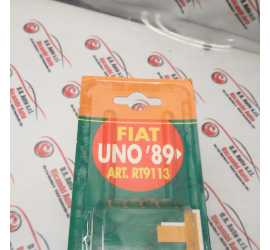 FIAT
UNO '89
ART. RT9113